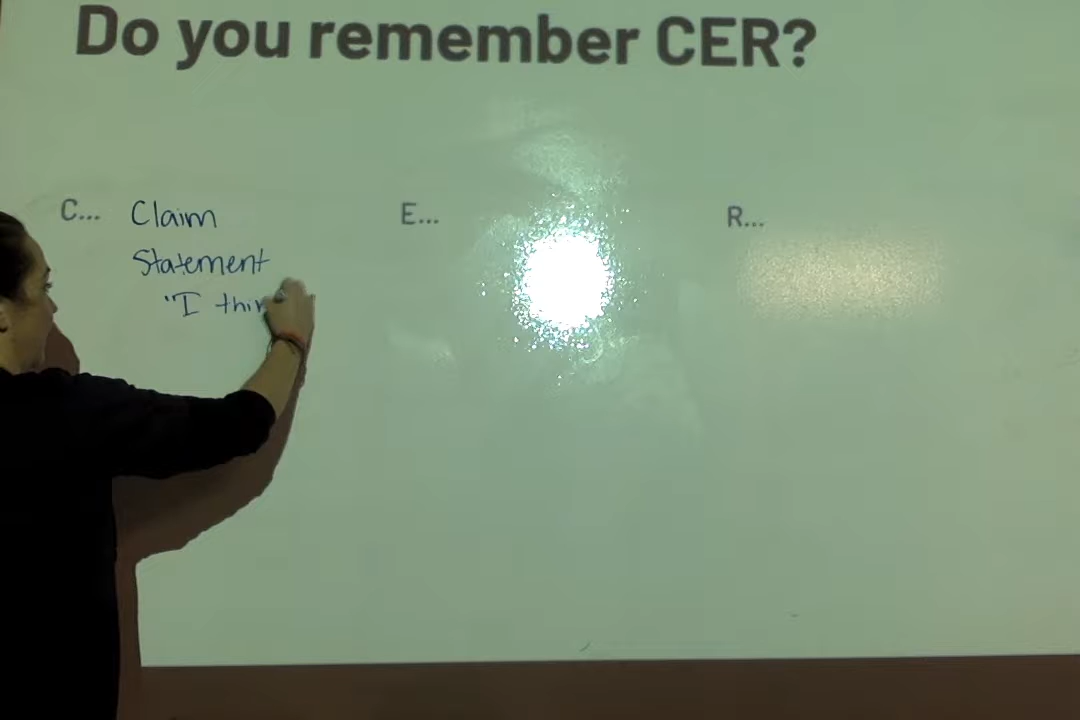 Do you remember CER?
C... Claim
Statement
"I thin
E...
R...